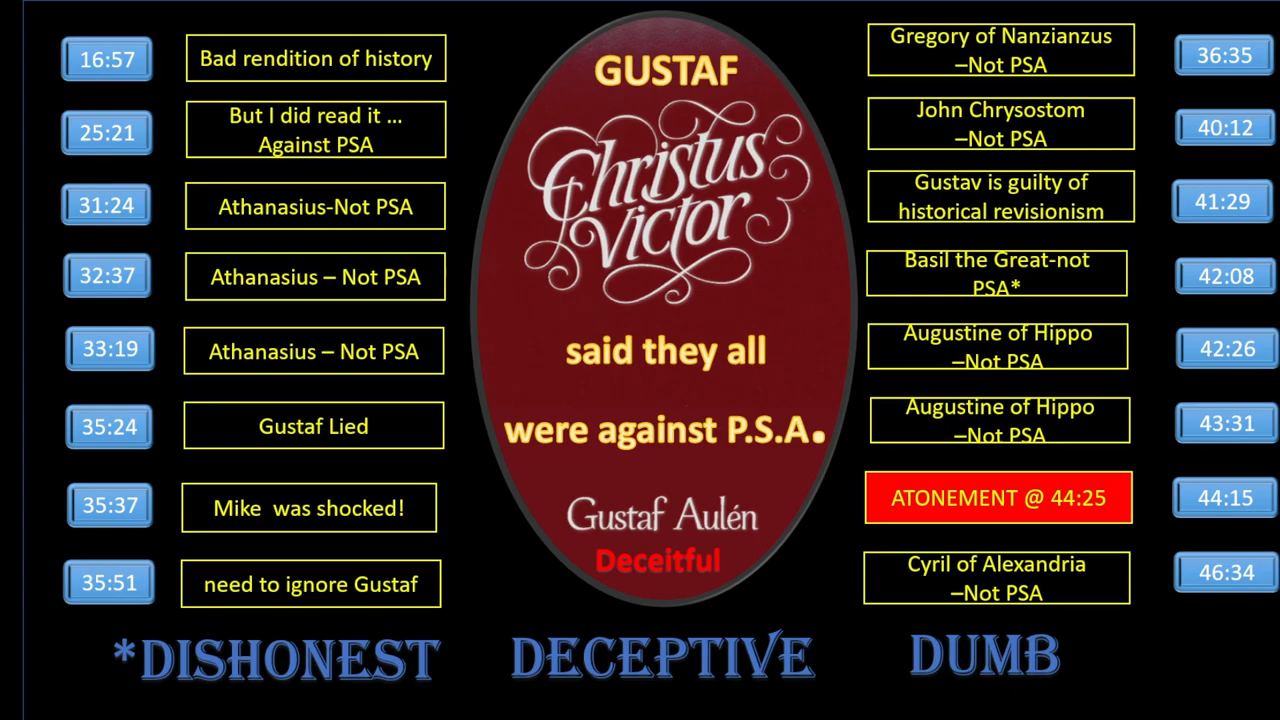 16:57
Bad rendition of history
25:21
But I did read it ...
Against PSA
31:24
Athanasius-Not PSA
32:37
Athanasius – Not PSA
33:19
Athanasius – Not PSA
35:24
Gustaf Lied
35:37
Mike was shocked!
35:51
need to ignore Gustaf
GUSTAF
Christus
Victor
said they all
were against P.S.A.
Gustaf Aulén
Deceitful
Gregory of Nanzianzus
–Not PSA
36:35
John Chrysostom
–Not PSA
40:12
Gustav is guilty of
historical revisionism
41:29
Basil the Great-not
PSA*
42:08
Augustine of Hippo
–Not PSA
42:26
Augustine of Hippo
–Not PSA
43:31
ATONEMENT @ 44:25
44:15
Cyril of Alexandria
–Not PSA
46:34
*DISHONEST DECEPTIVE DUMB